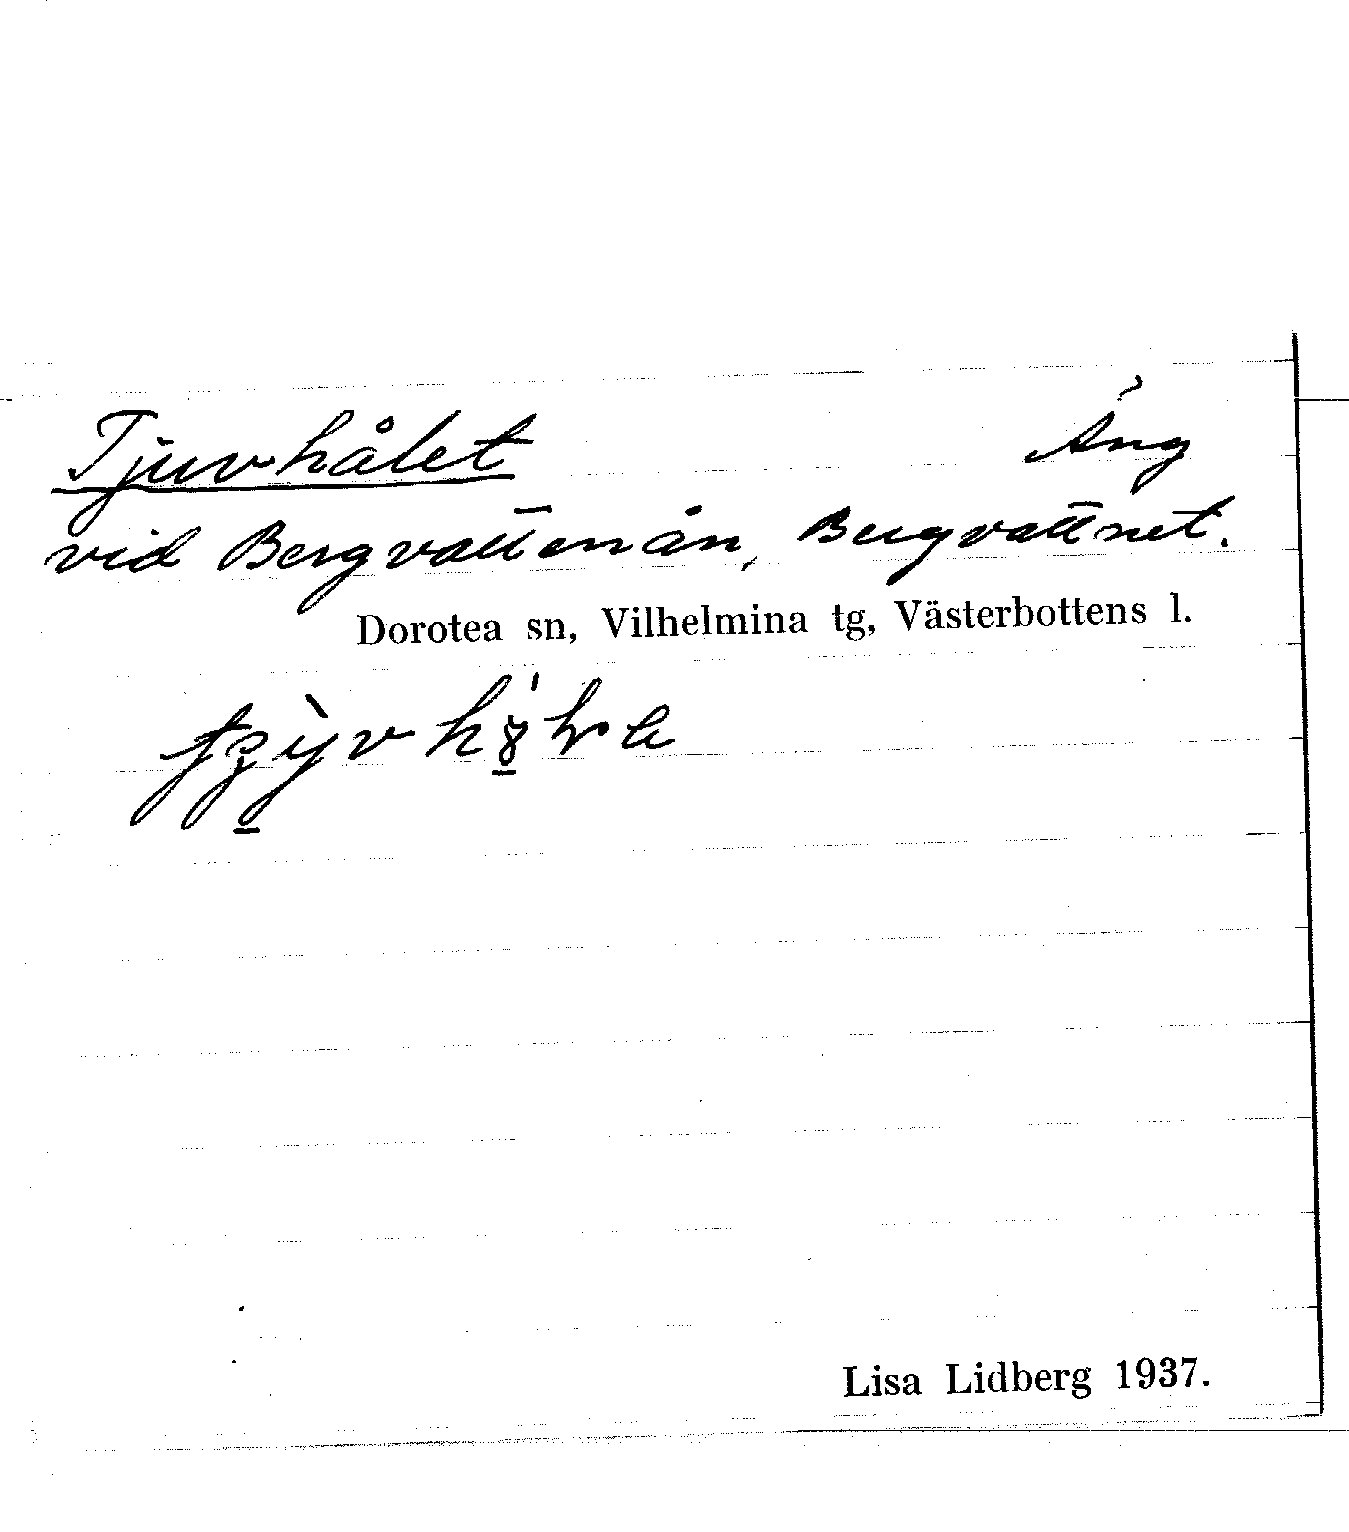 Tjuvhålet Äng
vid Bergvattenån, Bergvattnet.
Dorotea sn, Vilhelmina tg, Västerbottens l.
Lisa Lidberg 1937.